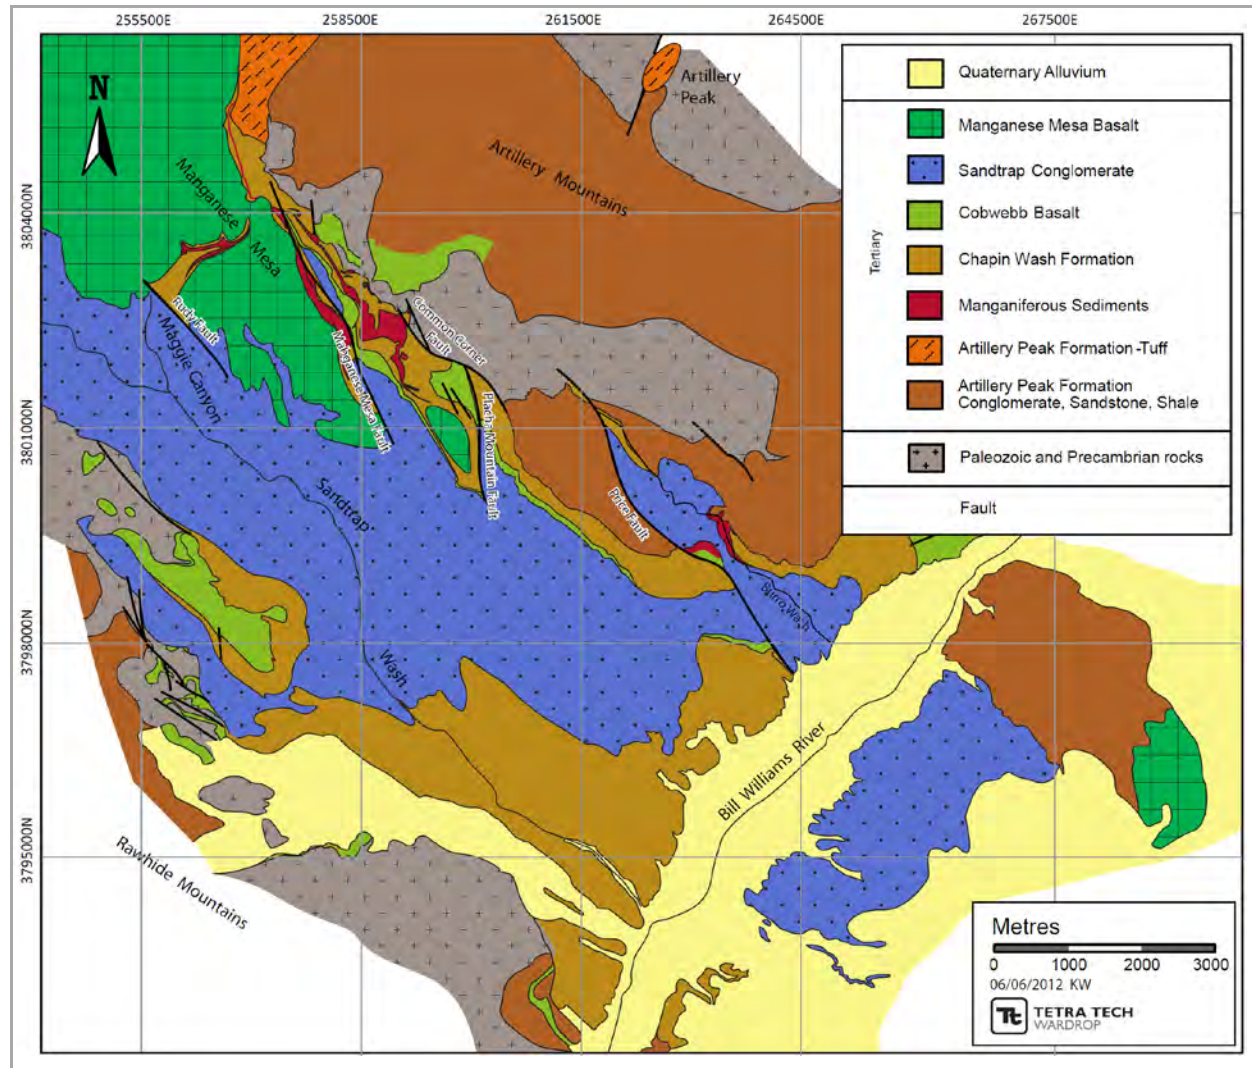 255500E
258500E
261500E
264500E
267500E
3804000N
3801000N
3798000N
3795000N
N
Artillery
Peak
Artillery Mountains
Manganese
Mesa
Rudy Fault
Maggie Canyon
Manganese Mesa Fault
Common Corner
Fault
Plancha Mountain Fault
Price Fault
Sandtrap
Wash
Burro Wash
Bill Williams River
Rawhide Mountains
Quaternary Alluvium
Tertiary
Manganese Mesa Basalt
Sandtrap Conglomerate
Cobwebb Basalt
Chapin Wash Formation
Manganiferous Sediments
Artillery Peak Formation -Tuff
Artillery Peak Formation
Conglomerate, Sandstone, Shale
Paleozoic and Precambrian rocks
Fault
Metres
0 1000 2000 3000
06/06/2012 KW
Tt
TETRA TECH
WARDROP